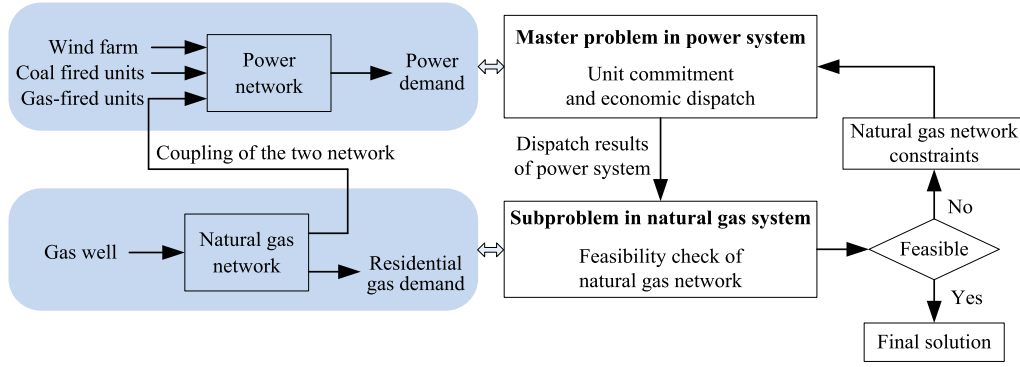 Wind farm
Coal fired units
Gas-fired units
Power
network
Power
demand
Coupling of the two network
Gas well
Natural gas
network
Residential
gas demand
Master problem in power system
Unit commitment
and economic dispatch
Dispatch results
of power system
Subproblem in natural gas system
Feasibility check of
natural gas network
Natural gas network
constraints
No
Feasible
Yes
Final solution